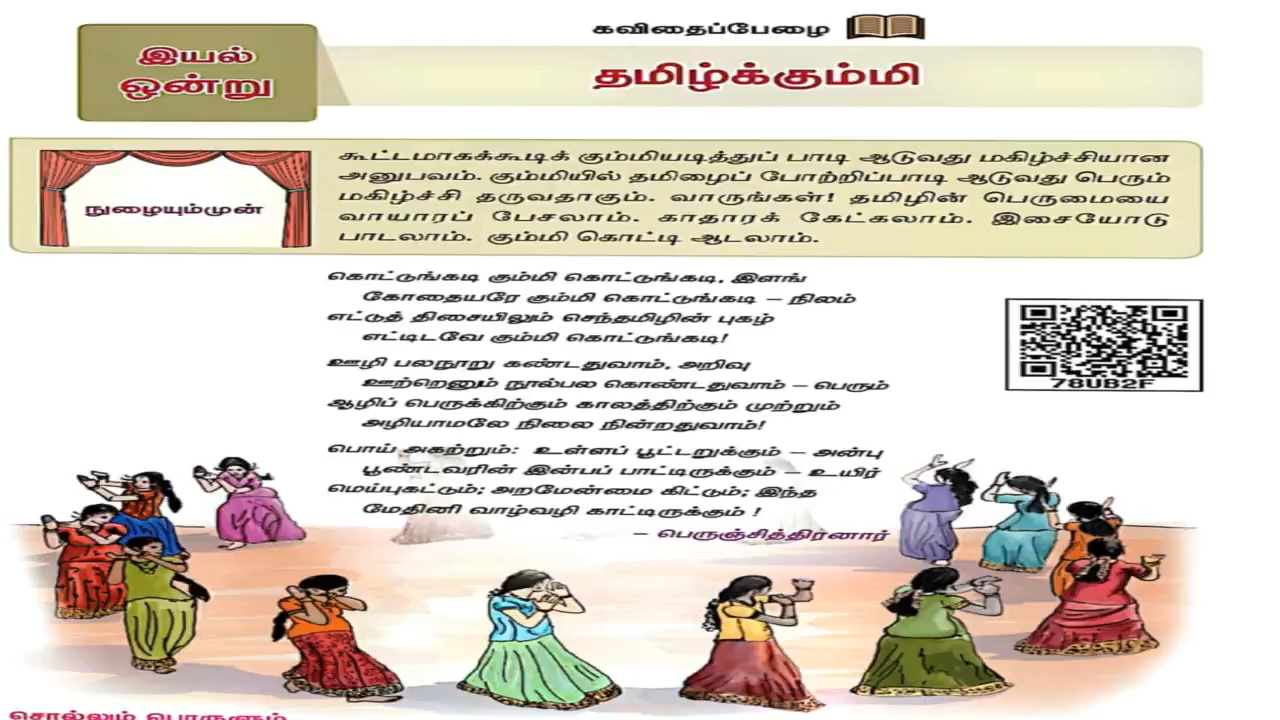 கவிதைப்பேழை
இயல்
ஒன்று
தமிழ்க்கும்மி
நுழையும்முன்
கூட்டமாகக்கூடிக் கும்மியடித்துப் பாடி ஆடுவது மகிழ்ச்சியான
அனுபவம். கும்மியில் தமிழைப் போற்றிப்பாடி ஆடுவது பெரும்
மகிழ்ச்சி தருவதாகும். வாருங்கள்! தமிழின் பெருமையை
வாயாரப் பேசலாம். காதாரக் கேட்கலாம். இசையோடு
பாடலாம். கும்மி கொட்டி ஆடலாம்.
கொட்டுங்கடி கும்மி கொட்டுங்கடி, இளங்
கோதையரே கும்மி கொட்டுங்கடி – நிலம்
எட்டுத் திசையிலும் செந்தமிழின் புகழ்
எட்டிடவே கும்மி கொட்டுங்கடி!
ஊழி பலநூறு கண்டதுவாம், அறிவு
ஊற்றெனும் நூல்பல கொண்டதுவாம் – பெரும்
ஆழிப் பெருக்கிற்கும் காலத்திற்கும் முற்றும்
அழியாமலே நிலை நின்றதுவாம்!
பொய் அகற்றும்: உள்ளப் பூட்டறுக்கும் – அன்பு
பூண்டவரின் இன்பப் பாட்டிருக்கும் – உயிர்
மெய்புகட்டும்; அறமேன்மை கிட்டும்; இந்த
மேதினி வாழ்வழி காட்டிருக்கும் !
– பெருஞ்சித்திரனார்
78UB2F
சொல்லும் பொருளும்